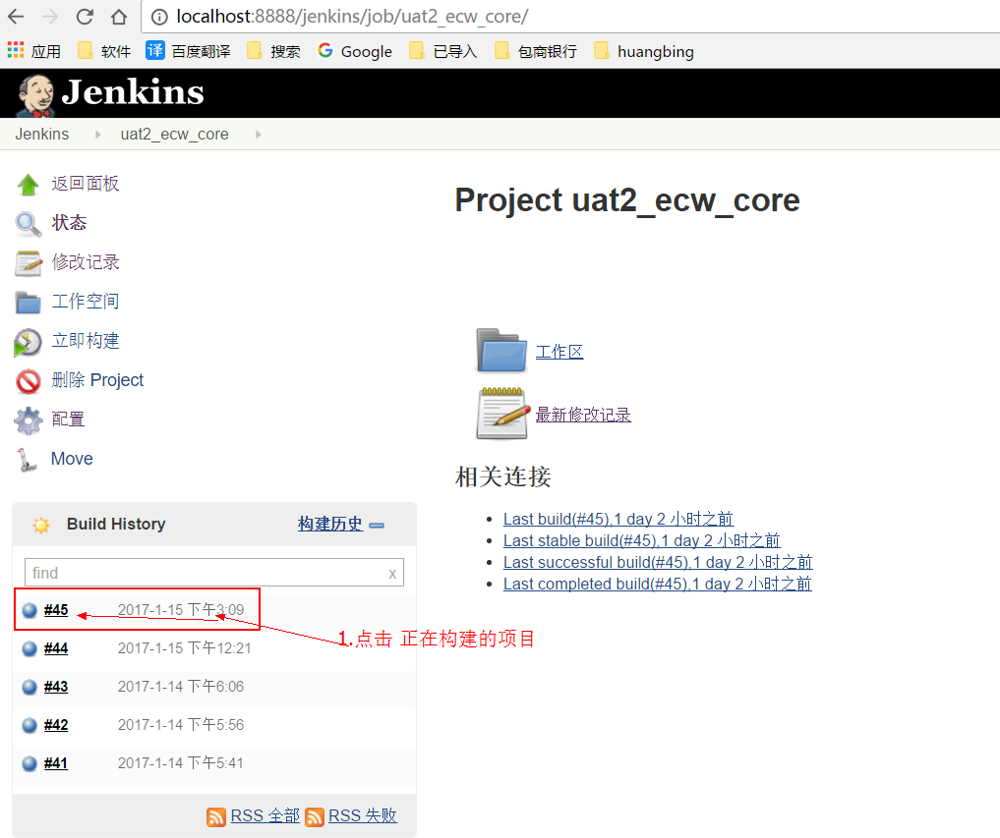 localhost:8888/jenkins/job/uat2_ecw_core/
应用 软件 译 百度翻译 搜索 G Google 已导入 包商银行 huangbing
Jenkins
Jenkins uat2_ecw_core
返回面板
状态
修改记录
工作空间
立即构建
删除 Project
配置
Move
Project uat2_ecw_core
工作区
最新修改记录
相关连接
Last build(#45),1 day 2 小时之前
Last stable build(#45),1 day 2 小时之前
Last successful build(#45),1 day 2 小时之前
Last completed build(#45),1 day 2 小时之前
Build History 构建历史
find x
#45 2017-1-15 下午3:09
1.点击 正在构建的项目
#44 2017-1-15 下午12:21
#43 2017-1-14 下午6:06
#42 2017-1-14 下午5:56
#41 2017-1-14 下午5:41
RSS 全部 RSS 失败